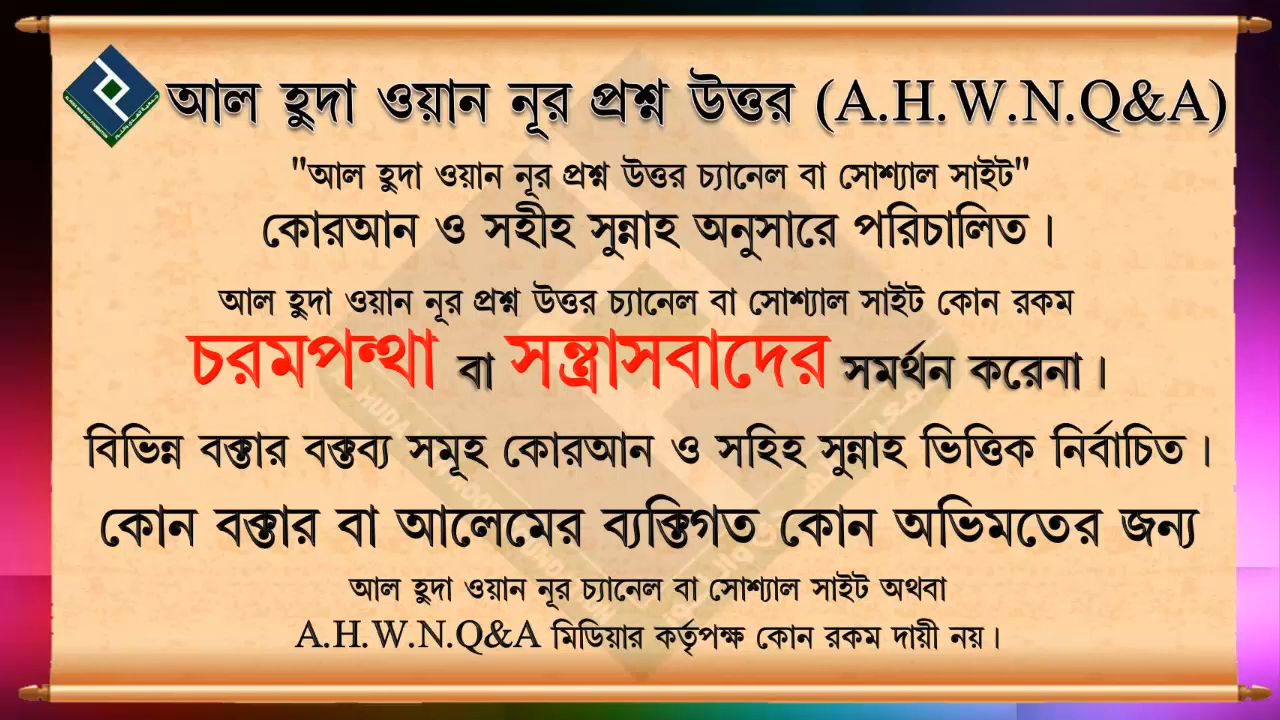 আল হুদা ওয়ান নূর প্রশ্ন উত্তর (A.H.W.N.Q&A)
"আল হুদা ওয়ান নূর প্রশ্ন উত্তর চ্যানেল বা সোশ্যাল সাইট"
কোরআন ও সহীহ সুন্নাহ অনুসারে পরিচালিত।
আল হুদা ওয়ান নূর প্রশ্ন উত্তর চ্যানেল বা সোশ্যাল সাইট কোন রকম
চরমপন্থা বা সন্ত্রাসবাদের সমর্থন করেনা।
বিভিন্ন বক্তার বক্তব্য সমূহ কোরআন ও সহিহ সুন্নাহ ভিত্তিক নির্বাচিত।
কোন বক্তার বা আলেমের ব্যক্তিগত কোন অভিমতের জন্য
আল হুদা ওয়ান নূর চ্যানেল বা সোশ্যাল সাইট অথবা
A.H.W.N.Q&A মিডিয়ার কর্তৃপক্ষ কোন রকম দায়ী নয়।